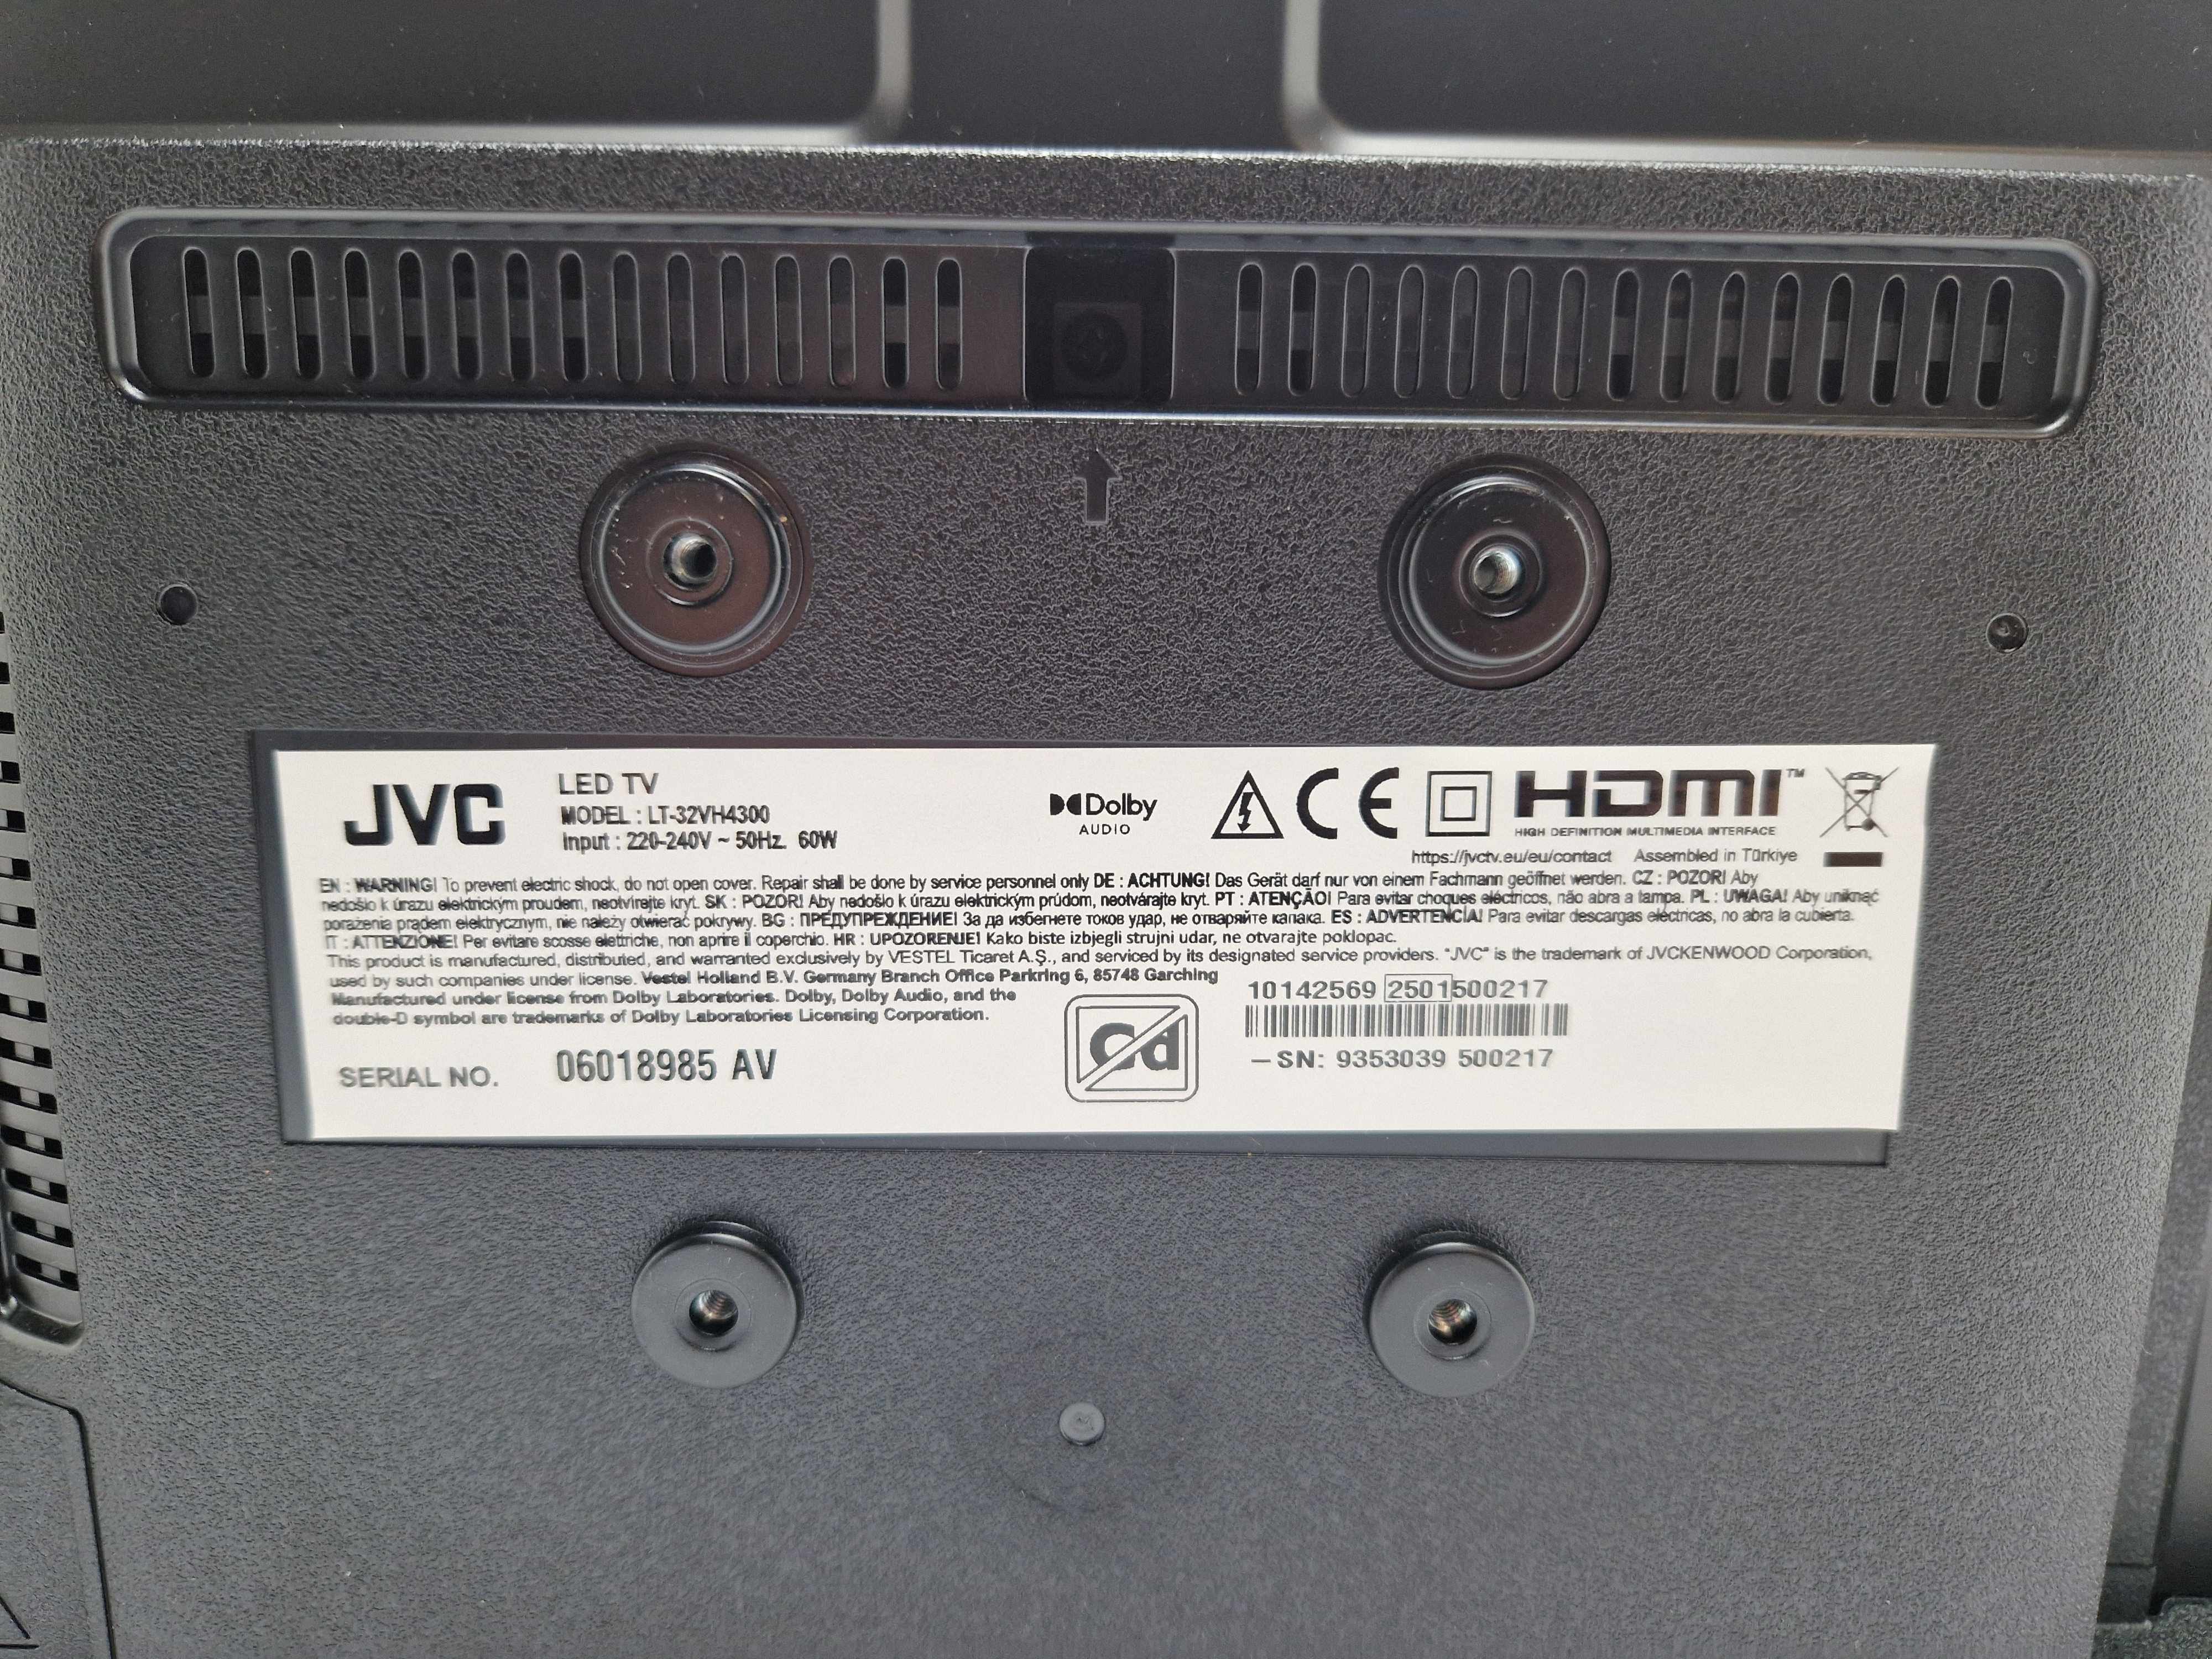 JVC
LED TV
MODEL : LT-32VH4300
Input : 220-240V ~ 50Hz. 60W
Dolby
AUDIO
CE
HDMI™
HIGH DEFINITION MULTIMEDIA INTERFACE
https://jvctv.eu/eu/contact Assembled in Türkiye
EN : WARNING! To prevent electric shock, do not open cover. Repair shall be done by service personnel only DE : ACHTUNG! Das Gerät darf nur von einem Fachmann geöffnet werden. CZ : POZOR! Aby
nedošlo k úrazu elektrickým proudem, neotvírejte kryt. SK : POZOR! Aby nedošlo k úrazu elektrickým prúdom, neotvárajte kryt. PT : ATENÇÃO! Para evitar choques eléctricos, não abra a tampa. PL : UWAGA! Aby uniknąć
porażenia prądem elektrycznym, nie należy otwierać pokrywy. BG : ПРЕДУПРЕЖДЕНИЕ! За да избегнете токов удар, не отваряйте капака. ES : ADVERTENCIA! Para evitar descargas eléctricas, no abra la cubierta.
IT : ATTENZIONE! Per evitare scosse elettriche, non aprire il coperchio. HR : UPOZORENJE! Kako biste izbjegli strujni udar, ne otvarajte poklopac.
This product is manufactured, distributed, and warranted exclusively by VESTEL Ticaret A.Ş., and serviced by its designated service providers. "JVC" is the trademark of JVCKENWOOD Corporation,
used by such companies under license. Vestel Holland B.V. Germany Branch Office Parkring 6, 85748 Garching
Manufactured under license from Dolby Laboratories. Dolby, Dolby Audio, and the
double-D symbol are trademarks of Dolby Laboratories Licensing Corporation.
Cd
10142569 2501500217
–SN: 9353039 500217
SERIAL NO. 06018985 AV